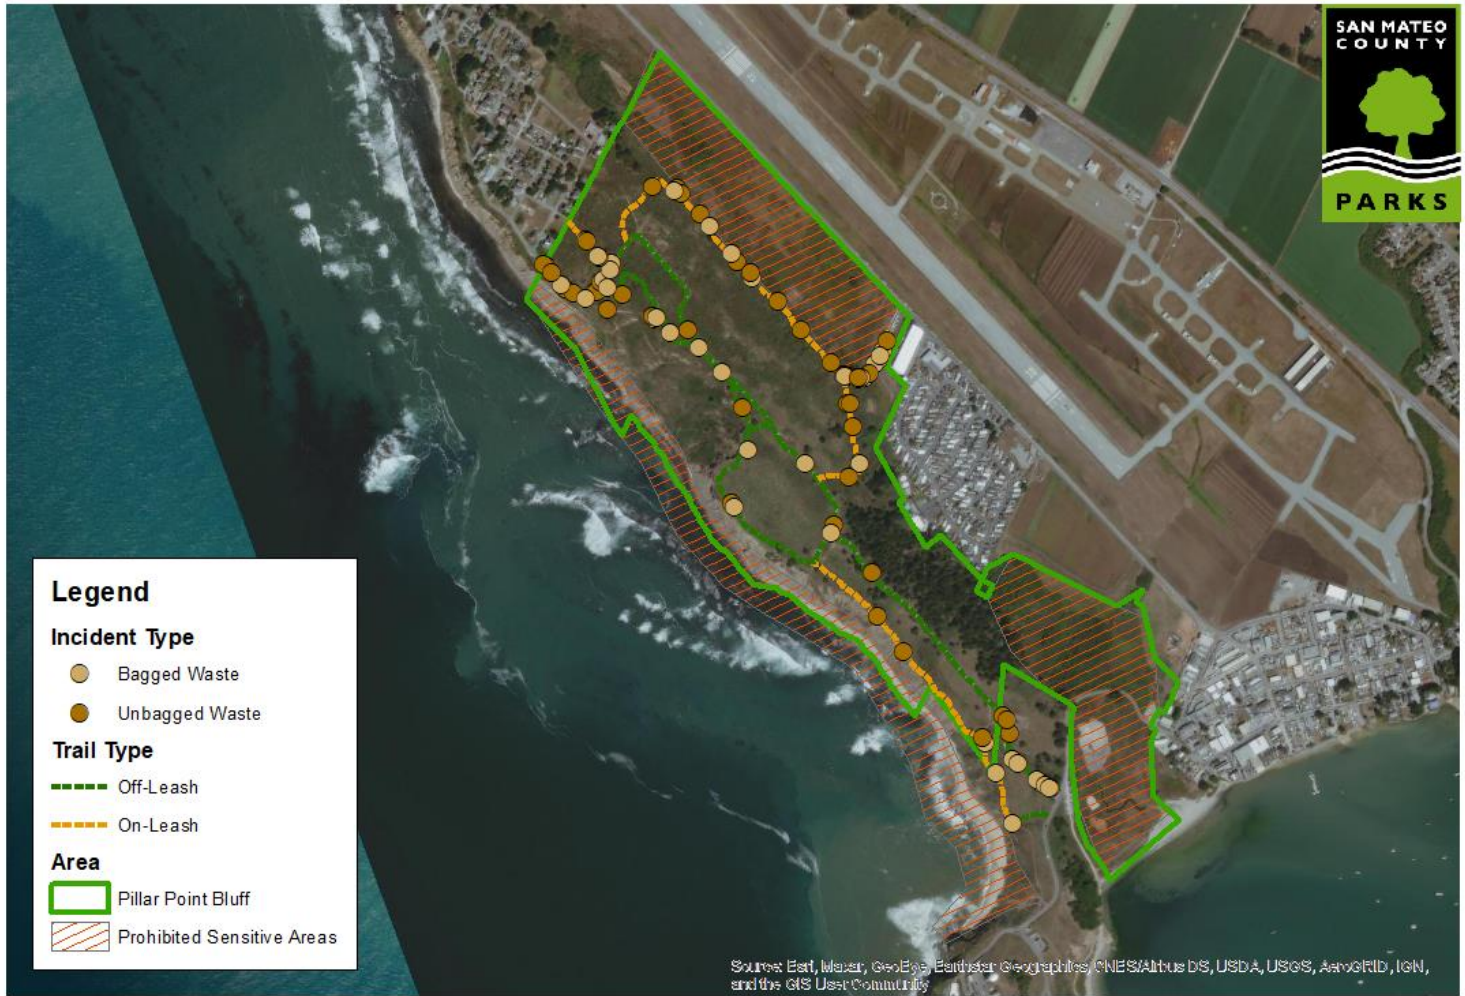 SAN MATEO
COUNTY
PARKS
Legend
Incident Type
Bagged Waste
Unbagged Waste
Trail Type
Off-Leash
On-Leash
Area
Pillar Point Bluff
Prohibited Sensitive Areas
Source: Esri, Maxar, GeoEye, Earthstar Geographics, CNES/Airbus DS, USDA, USGS, AeroGRID, IGN,
and the GIS User Community